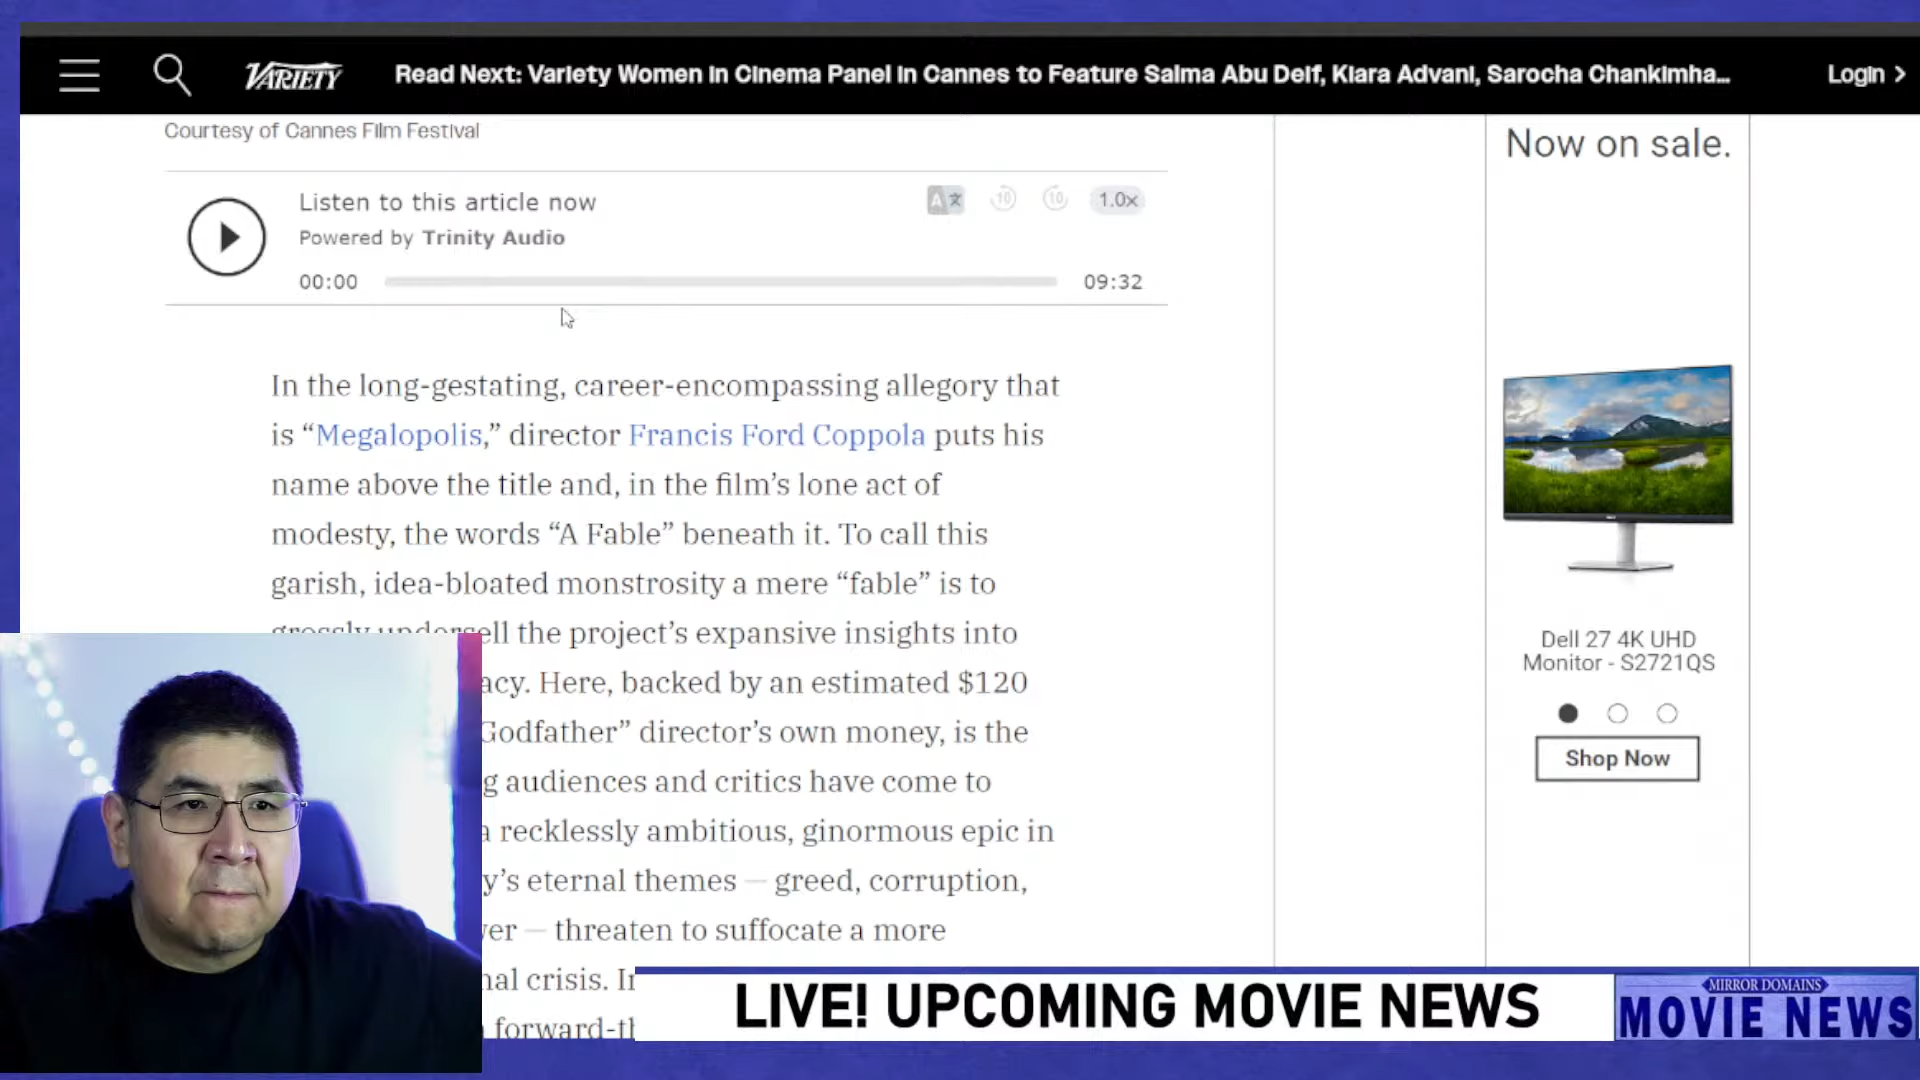 VARIETY
Read Next: Variety Women in Cinema Panel in Cannes to Feature Salma Abu Deif, Kiara Advani, Sarocha Chankimha...
Login >
Courtesy of Cannes Film Festival
Listen to this article now
Powered by Trinity Audio
10
10
1.0x
00:00
09:32
In the long-gestating, career-encompassing allegory that
is “Megalopolis,” director Francis Ford Coppola puts his
name above the title and, in the film’s lone act of
modesty, the words “A Fable” beneath it. To call this
garish, idea-bloated monstrosity a mere “fable” is to
grossly undersell the project’s expansive insights into
acy. Here, backed by an estimated $120
Godfather” director’s own money, is the
g audiences and critics have come to
a recklessly ambitious, ginormous epic in
y’s eternal themes — greed, corruption,
er — threaten to suffocate a more
nal crisis. I
forward-t
Now on sale.
Dell 27 4K UHD
Monitor - S2721QS
Shop Now
LIVE! UPCOMING MOVIE NEWS
MIRROR DOMAINS
MOVIE NEWS